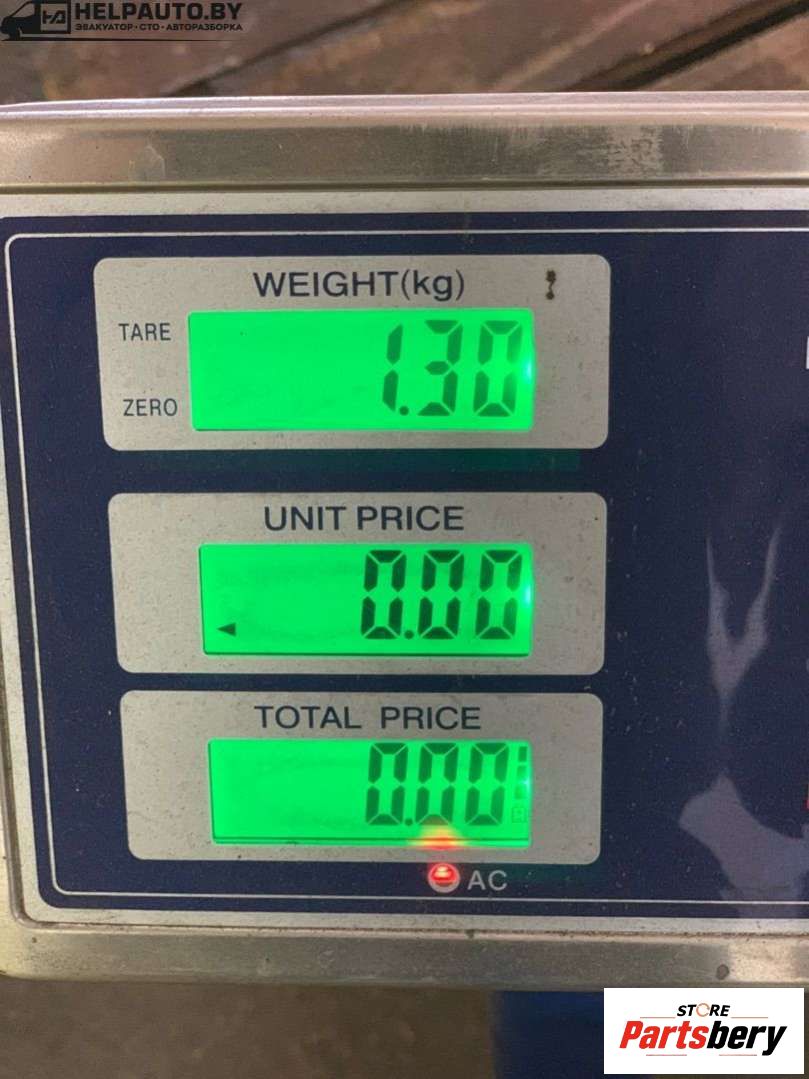 HELPAUTO.BY
ЭВАКУАТОР·СТО·АВТОРАЗБОРКА
WEIGHT(kg)
TARE
1.30
ZERO
UNIT PRICE
0.00
TOTAL PRICE
0.00
AC
STORE
Partsbery